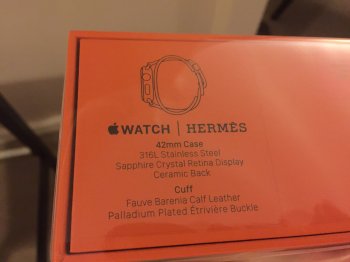 WATCH | HERMÈS
42mm Case
316L Stainless Steel
Sapphire Crystal Retina Display
Ceramic Back
Cuff
Fauve Barenia Calf Leather
Palladium Plated Étrivière Buckle